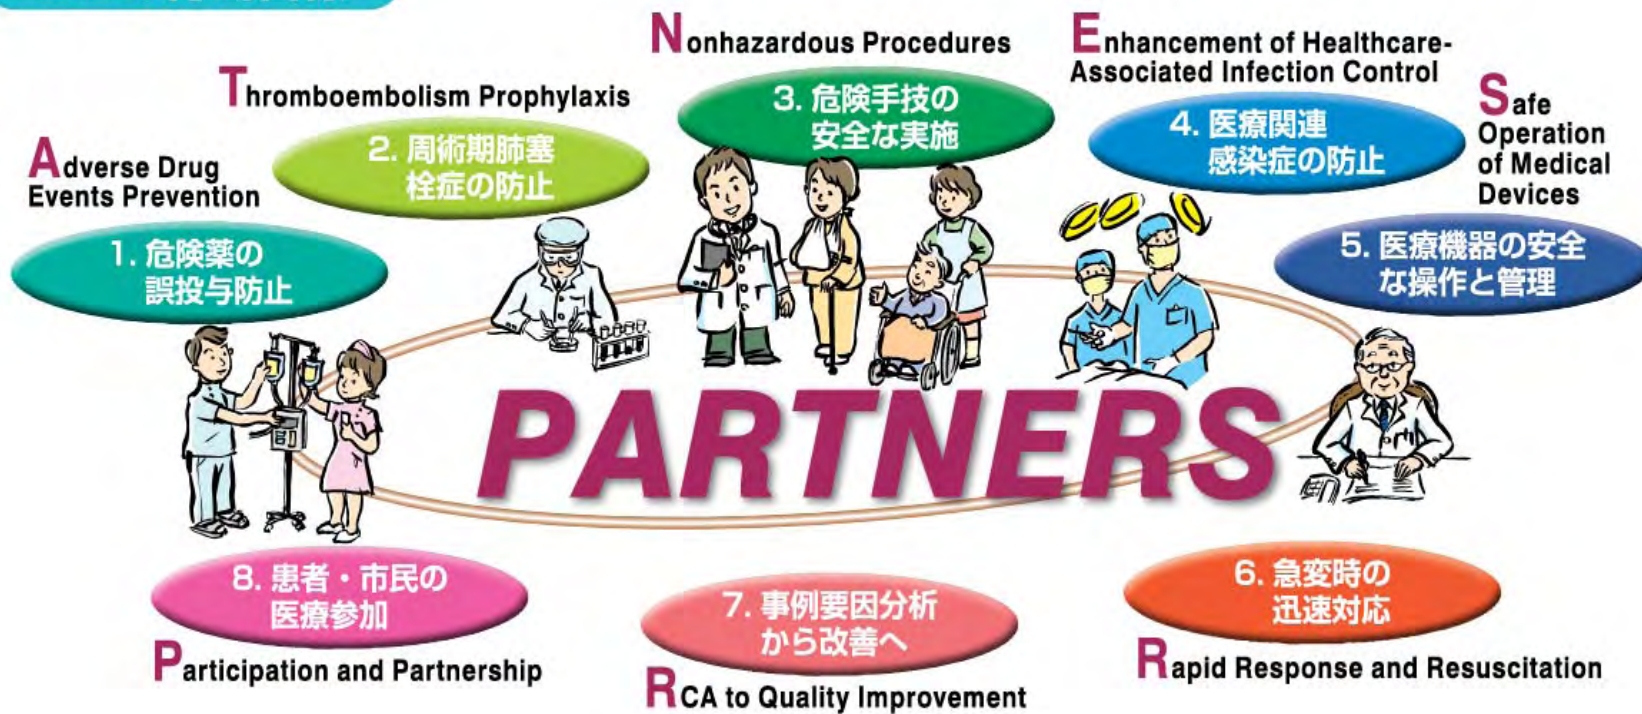 Adverse Drug
Events Prevention
1. 危険薬の
誤投与防止
Thromboembolism Prophylaxis
2. 周術期肺塞
栓症の防止
Nonhazardous Procedures
3. 危険手技の
安全な実施
Enhancement of Healthcare-
Associated Infection Control
4. 医療関連
感染症の防止
Safe
Operation
of Medical
Devices
5. 医療機器の安全
な操作と管理
PARTNERS
6. 急変時の
迅速対応
Rapid Response and Resuscitation
7. 事例要因分析
から改善へ
RCA to Quality Improvement
8. 患者・市民の
医療参加
Participation and Partnership